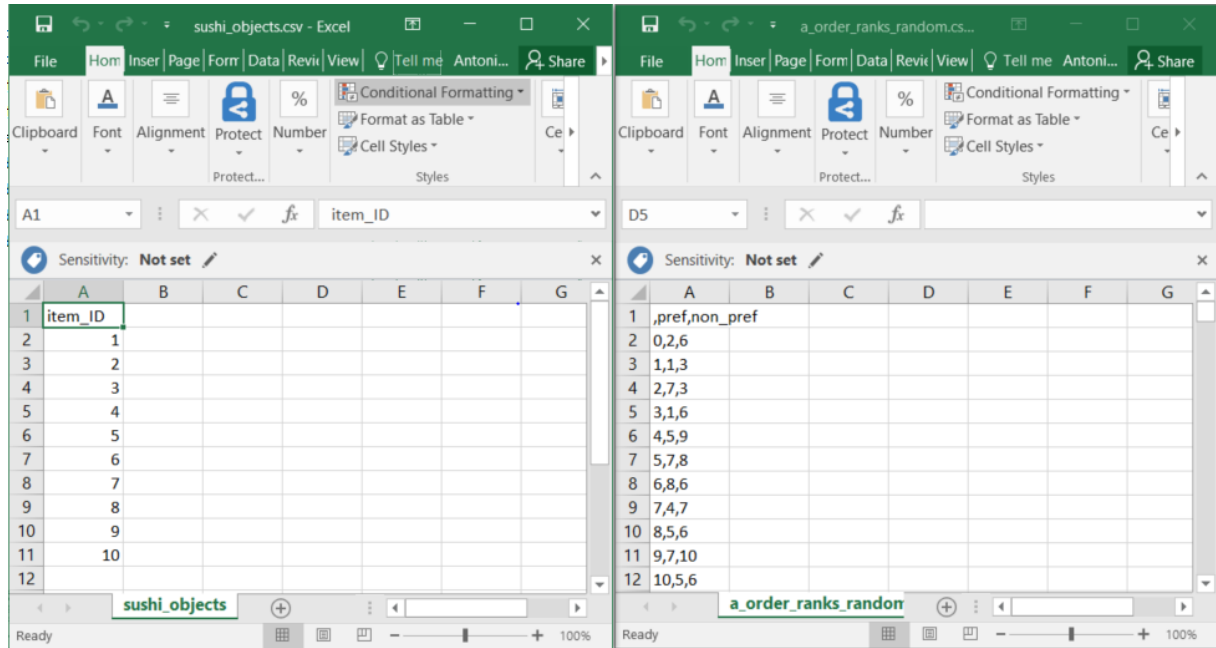 sushi_objects.csv - Excel
File Hom Inser Page Forn Data Revie View Tell me Antoni... Share
Clipboard Font Alignment Protect Number
Conditional Formatting
Format as Table
Cell Styles
Ce
Protect... Styles
A1 fx item_ID
Sensitivity: Not set
A B C D E F G
1 item_ID
2 1
3 2
4 3
5 4
6 5
7 6
8 7
9 8
10 9
11 10
12
sushi_objects
Ready 100%
a_order_ranks_random.cs...
File Hom Inser Page Forn Data Revie View Tell me Antoni... Share
Clipboard Font Alignment Protect Number
Conditional Formatting
Format as Table
Cell Styles
Ce
Protect... Styles
D5 fx
Sensitivity: Not set
A B C D E F G
1 ,pref,non_pref
2 0,2,6
3 1,1,3
4 2,7,3
5 3,1,6
6 4,5,9
7 5,7,8
8 6,8,6
9 7,4,7
10 8,5,6
11 9,7,10
12 10,5,6
a_order_ranks_random
Ready 100%